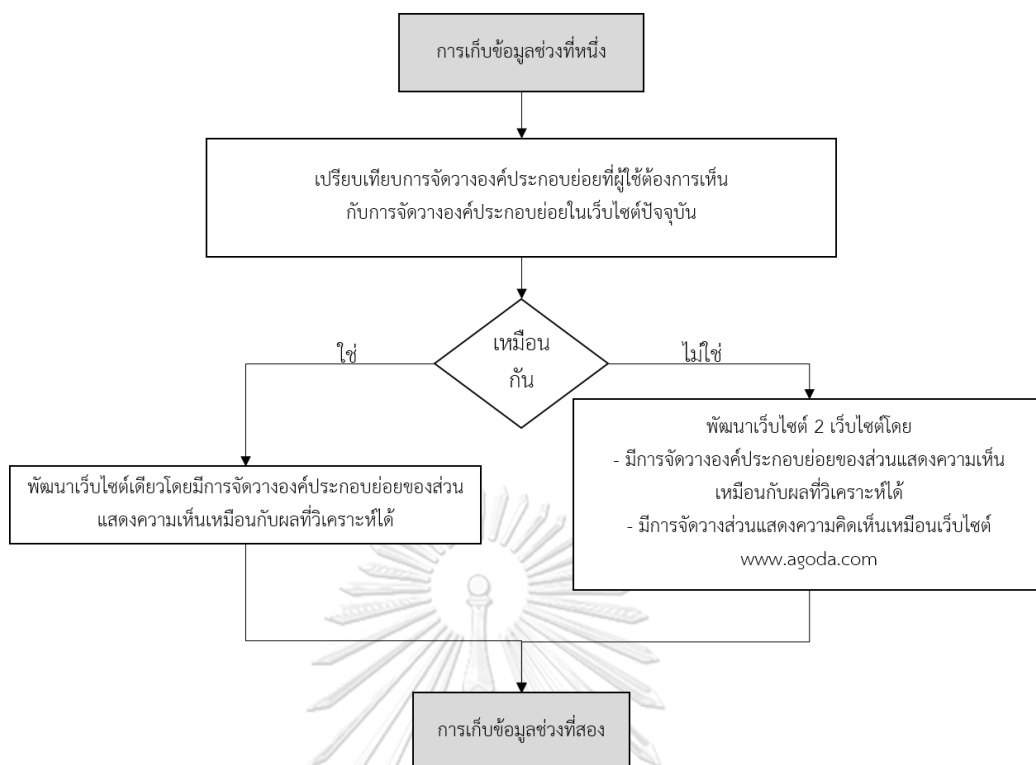 การเก็บข้อมูลช่วงที่หนึ่ง
เปรียบเทียบการจัดวางองค์ประกอบย่อยที่ผู้ใช้ต้องการเห็น
กับการจัดวางองค์ประกอบย่อยในเว็บไซต์ปัจจุบัน
เหมือน
กัน
ใช่
ไม่ใช่
พัฒนาเว็บไซต์เดียวโดยมีการจัดวางองค์ประกอบย่อยของส่วน
แสดงความเห็นเหมือนกับผลที่วิเคราะห์ได้
พัฒนาเว็บไซต์ 2 เว็บไซต์โดย
- มีการจัดวางองค์ประกอบย่อยของส่วนแสดงความเห็น
เหมือนกับผลที่วิเคราะห์ได้
- มีการจัดวางส่วนแสดงความคิดเห็นเหมือนเว็บไซต์
www.agoda.com
การเก็บข้อมูลช่วงที่สอง